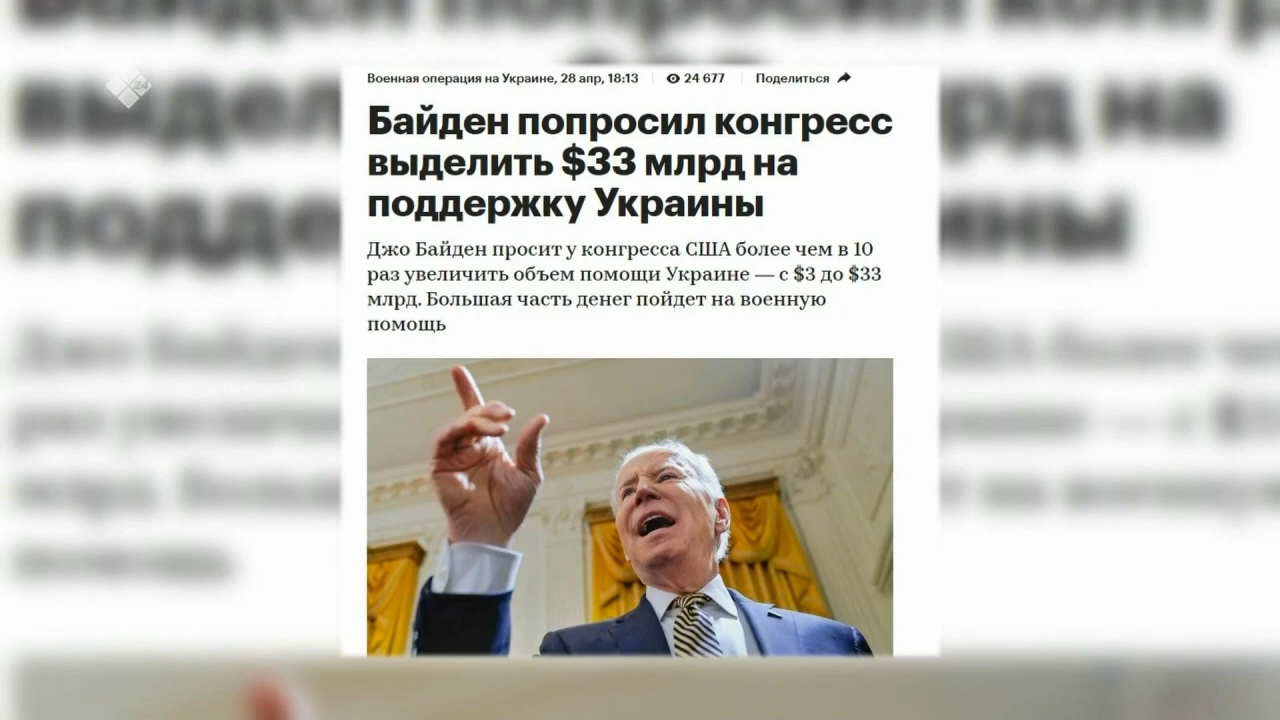 24
Военная операция на Украине, 28 апр, 18:13 24 677 Поделиться
Байден попросил конгресс
выделить $33 млрд на
поддержку Украины
Джо Байден просит у конгресса США более чем в 10
раз увеличить объем помощи Украине — с $3 до $33
млрд. Большая часть денег пойдет на военную
помощь